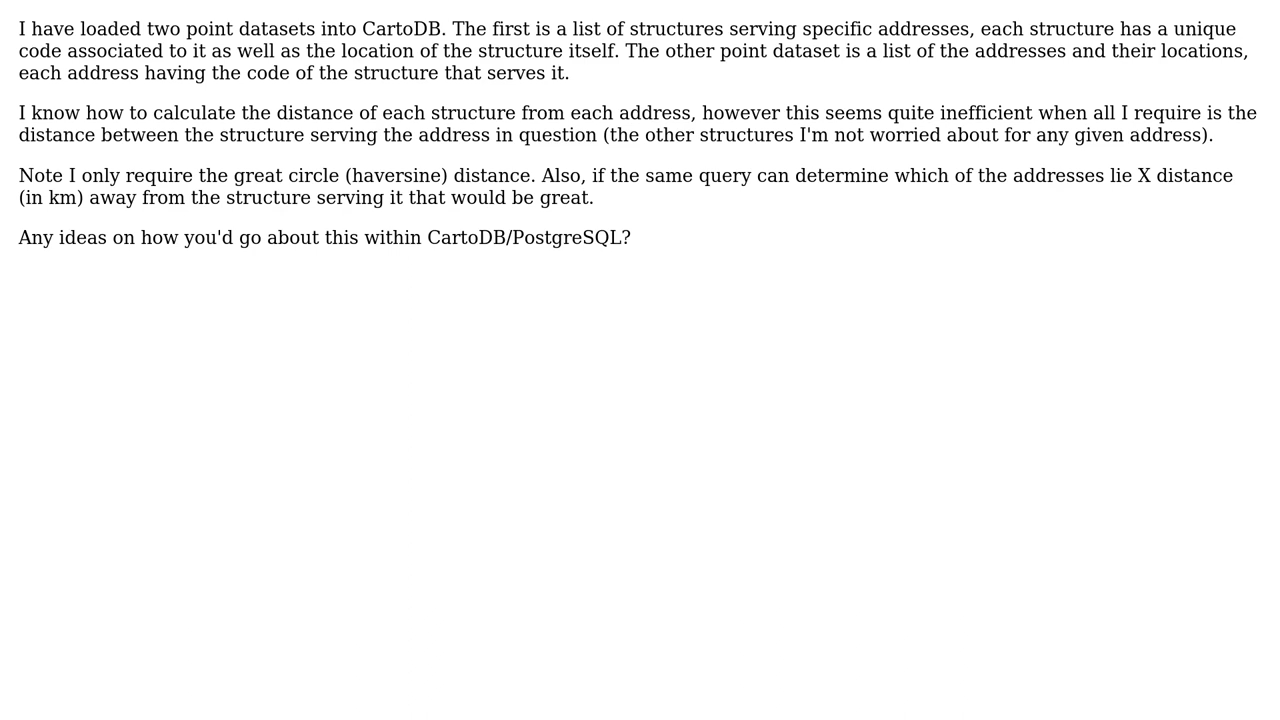 I have loaded two point datasets into CartoDB. The first is a list of structures serving specific addresses, each structure has a unique
code associated to it as well as the location of the structure itself. The other point dataset is a list of the addresses and their locations,
each address having the code of the structure that serves it.
I know how to calculate the distance of each structure from each address, however this seems quite inefficient when all I require is the
distance between the structure serving the address in question (the other structures I'm not worried about for any given address).
Note I only require the great circle (haversine) distance. Also, if the same query can determine which of the addresses lie X distance
(in km) away from the structure serving it that would be great.
Any ideas on how you'd go about this within CartoDB/PostgreSQL?